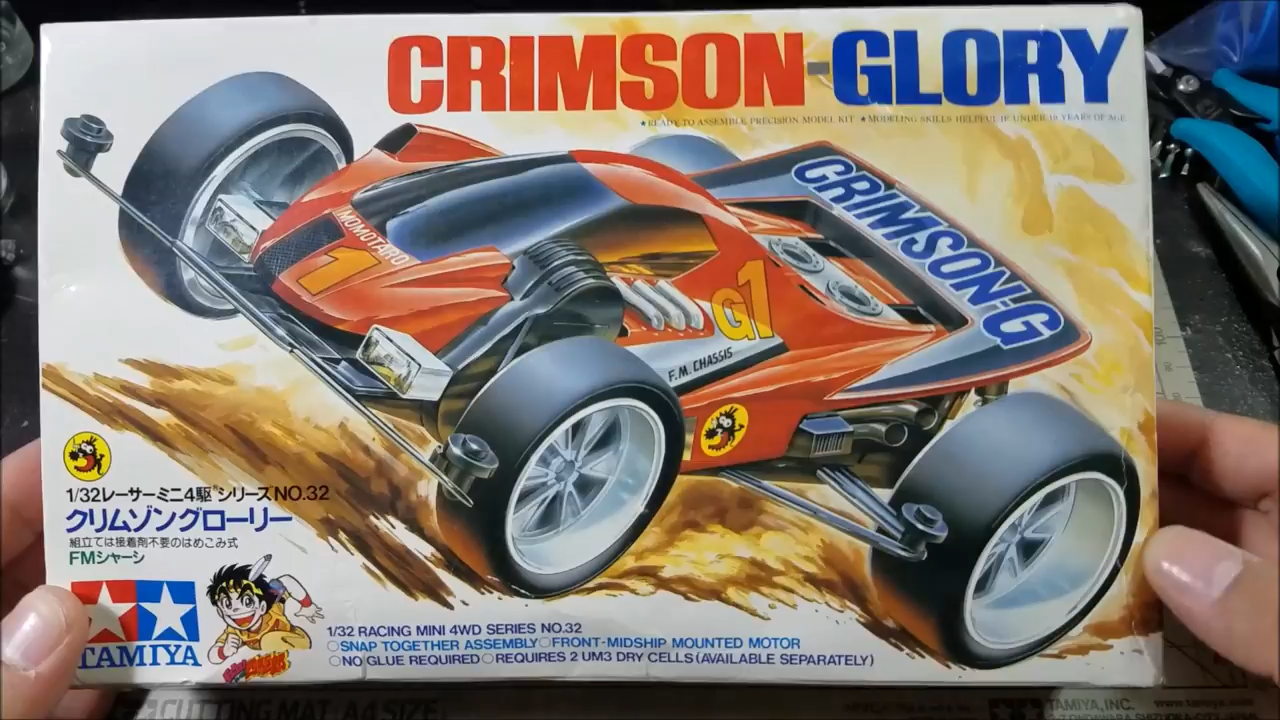 CRIMSON-GLORY
★READY TO ASSEMBLE PRECISION MODEL KIT ★MODELING SKILLS HELPFUL IF UNDER 10 YEARS OF AGE
CRIMSON-G
MOMOTARO
1
G1
F.M. CHASSIS
1/32レーサーミニ4駆シリーズNO.32
クリムゾングローリー
組立ては接着剤不要のはめこみ式
FMシャーシ
TAMIYA
1/32 RACING MINI 4WD SERIES NO.32
○SNAP TOGETHER ASSEMBLY○FRONT-MIDSHIP MOUNTED MOTOR
○NO GLUE REQUIRED○REQUIRES 2 UM3 DRY CELLS (AVAILABLE SEPARATELY)
CUTTING MAT A4 SIZE
TAMIYA, INC.